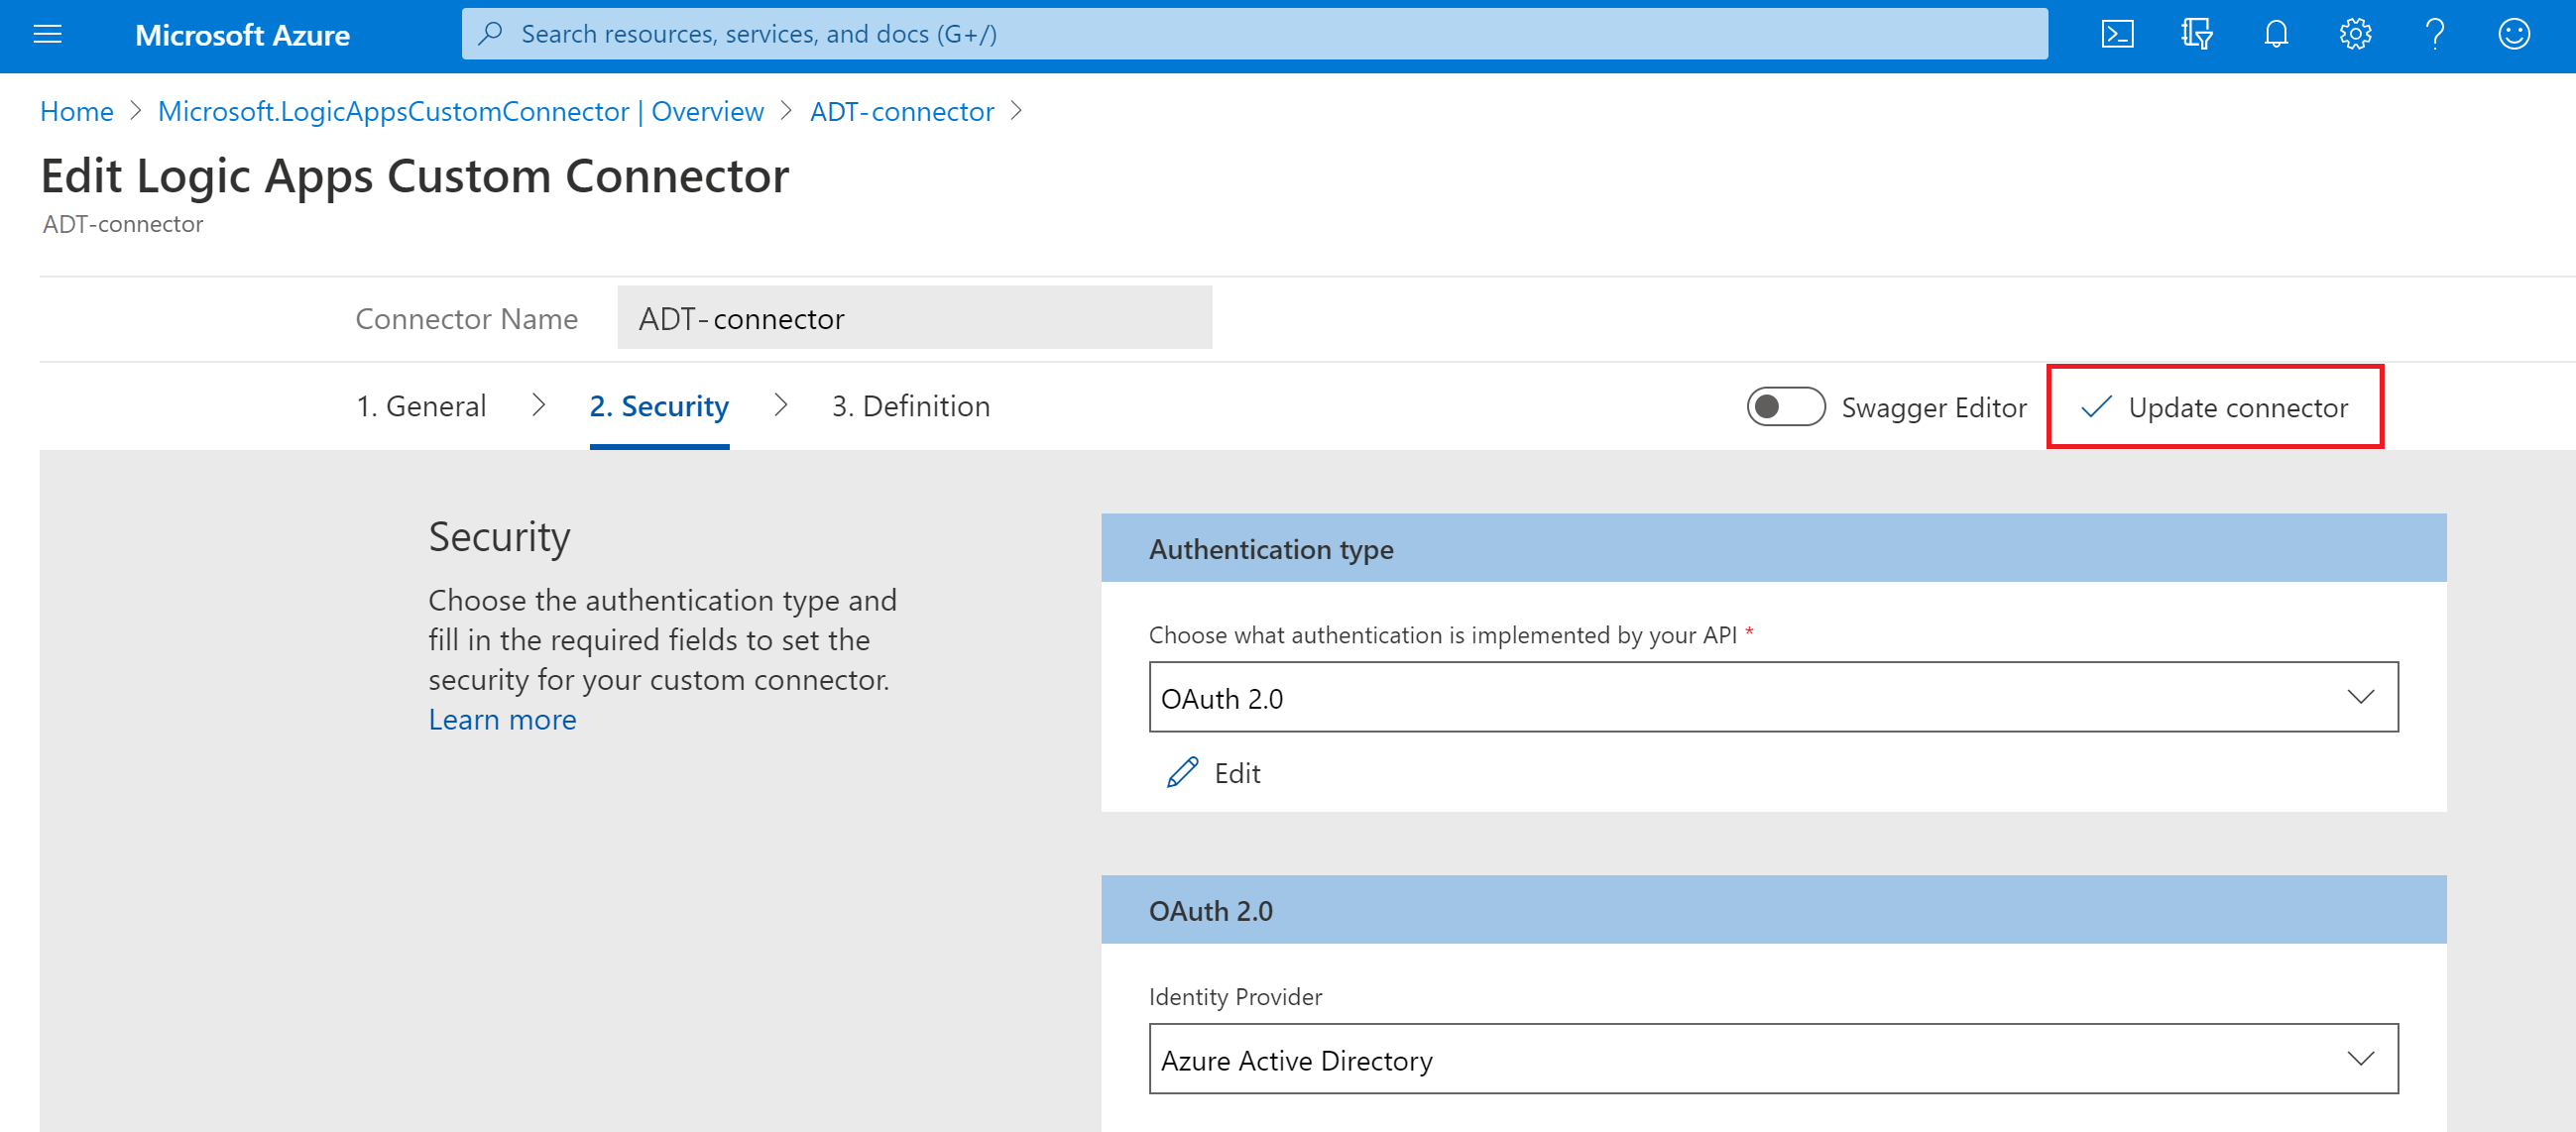 Microsoft Azure
Search resources, services, and docs (G+/)
Home > Microsoft.LogicAppsCustomConnector | Overview > ADT-connector >
Edit Logic Apps Custom Connector
ADT-connector
Connector Name
ADT-connector
1. General > 2. Security > 3. Definition
Swagger Editor
Update connector
Security
Choose the authentication type and
fill in the required fields to set the
security for your custom connector.
Learn more
Authentication type
Choose what authentication is implemented by your API *
OAuth 2.0
Edit
OAuth 2.0
Identity Provider
Azure Active Directory